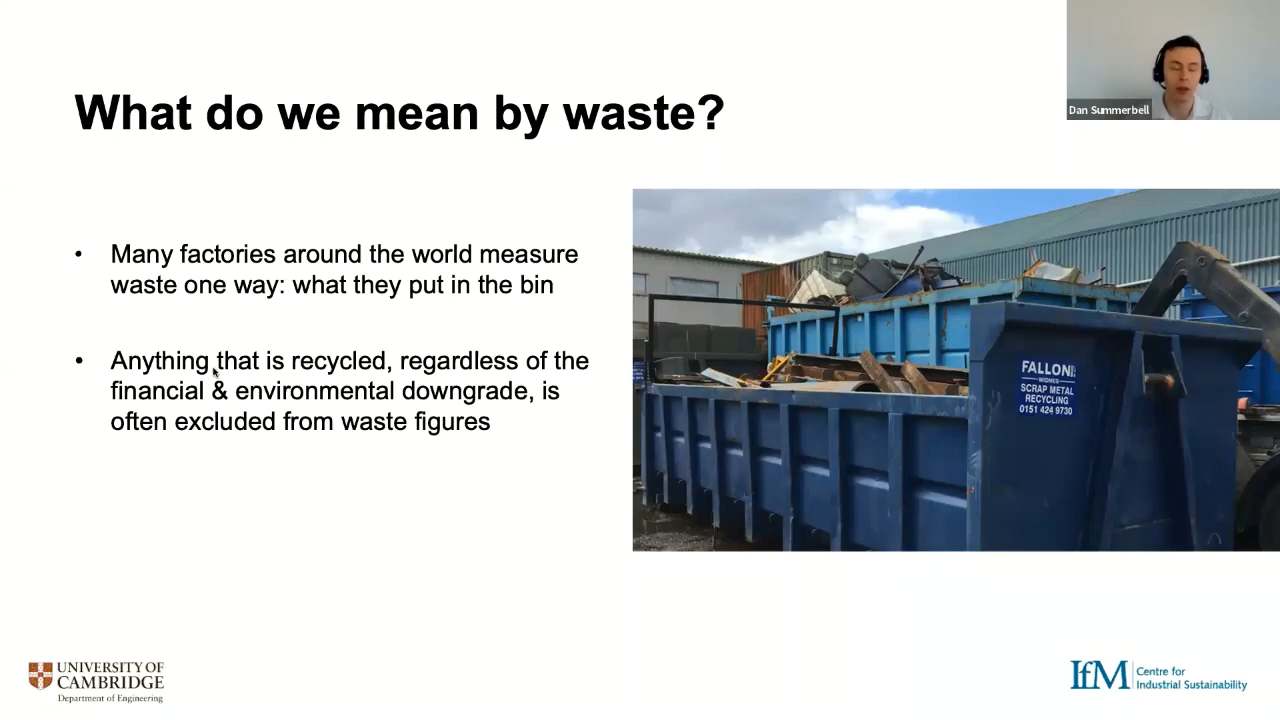 Dan Summerbell
What do we mean by waste?
• Many factories around the world measure
waste one way: what they put in the bin
• Anything that is recycled, regardless of the
financial & environmental downgrade, is
often excluded from waste figures
FALLON
WIDNES
SCRAP METAL
RECYCLING
0151 424 9730
UNIVERSITY OF
CAMBRIDGE
Department of Engineering
IfM
Centre for
Industrial Sustainability